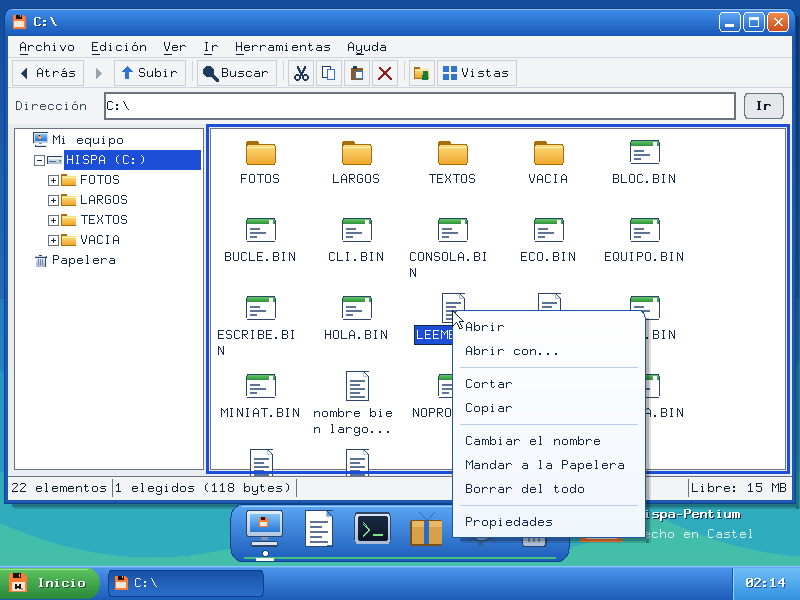 C:\
Archivo Edición Ver Ir Herramientas Ayuda
Atrás Subir Buscar Vistas
Dirección C:\ Ir
Mi equipo
HISPA (C:)
FOTOS
LARGOS
TEXTOS
VACIA
Papelera
FOTOS LARGOS TEXTOS VACIA BLOC.BIN
BUCLE.BIN CLI.BIN CONSOLA.BI
N ECO.BIN EQUIPO.BIN
ESCRIBE.BI
N HOLA.BIN .BIN
MINIAT.BIN nombre bie
n largo... NOPRO A.BIN
Abrir
Abrir con...
Cortar
Copiar
Cambiar el nombre
Mandar a la Papelera
Borrar del todo
Propiedades
22 elementos 1 elegidos (118 bytes) Libre: 15 MB
ispa-Pentium
echo en Castel
H.
Inicio C:\ 02:14